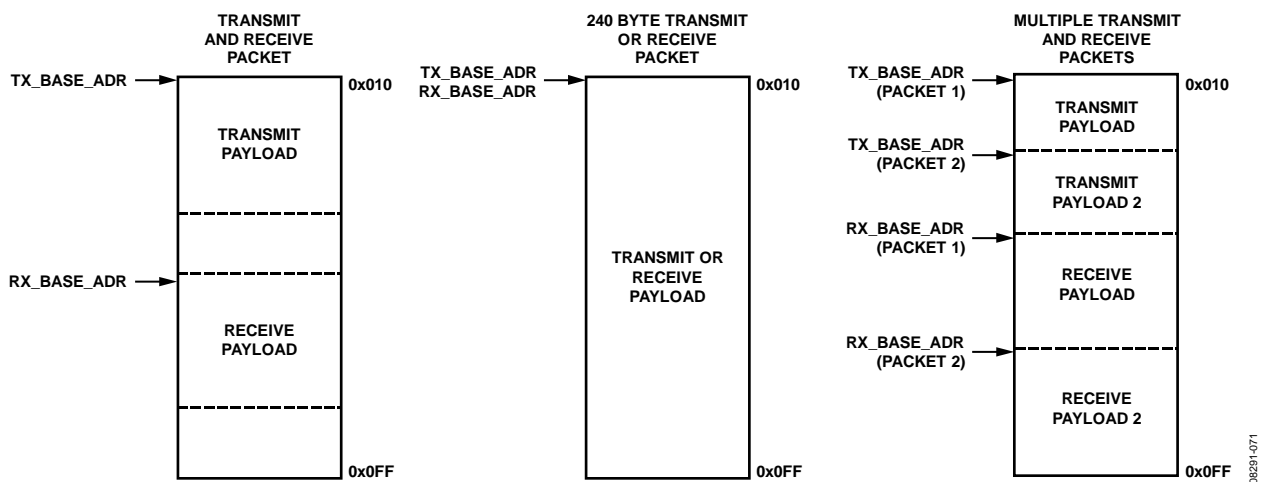 TRANSMIT
AND RECEIVE
PACKET
TX_BASE_ADR
0x010
TRANSMIT
PAYLOAD
RX_BASE_ADR
RECEIVE
PAYLOAD
0x0FF
240 BYTE TRANSMIT
OR RECEIVE
PACKET
TX_BASE_ADR
RX_BASE_ADR
0x010
TRANSMIT OR
RECEIVE
PAYLOAD
0x0FF
MULTIPLE TRANSMIT
AND RECEIVE
PACKETS
TX_BASE_ADR
(PACKET 1)
0x010
TRANSMIT
PAYLOAD
TX_BASE_ADR
(PACKET 2)
TRANSMIT
PAYLOAD 2
RX_BASE_ADR
(PACKET 1)
RECEIVE
PAYLOAD
RX_BASE_ADR
(PACKET 2)
RECEIVE
PAYLOAD 2
0x0FF
08291-071